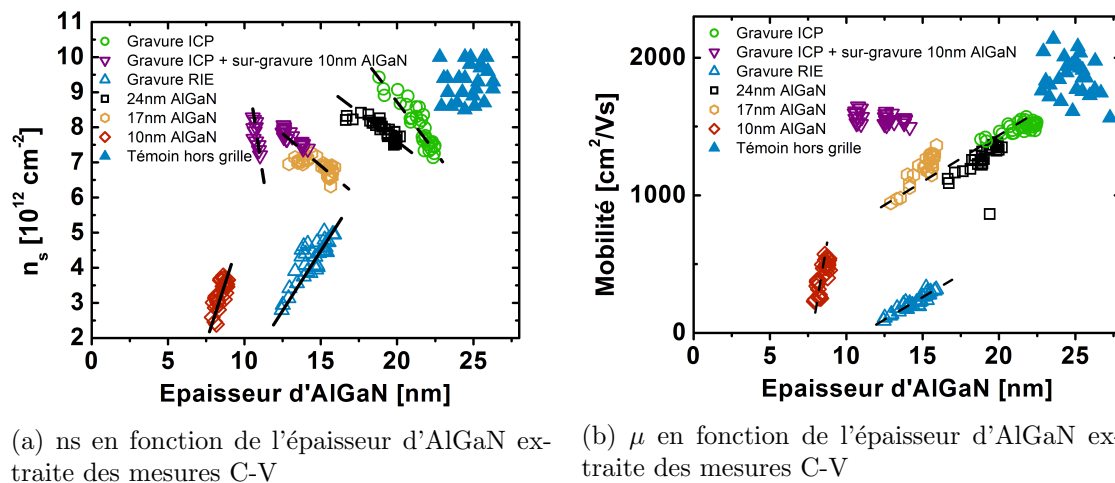 11
10
9
8
7
6
5
4
3
2
0
5
10
15
20
25
n_s [10^12 cm^-2]
Epaisseur d'AlGaN [nm]
Gravure ICP
Gravure ICP + sur-gravure 10nm AlGaN
Gravure RIE
24nm AlGaN
17nm AlGaN
10nm AlGaN
Témoin hors grille
(a) ns en fonction de l'épaisseur d'AlGaN ex-
traite des mesures C-V
2000
1000
0
0
5
10
15
20
25
Mobilité [cm^2/Vs]
Epaisseur d'AlGaN [nm]
Gravure ICP
Gravure ICP + sur-gravure 10nm AlGaN
Gravure RIE
24nm AlGaN
17nm AlGaN
10nm AlGaN
Témoin hors grille
(b) μ en fonction de l'épaisseur d'AlGaN ex-
traite des mesures C-V